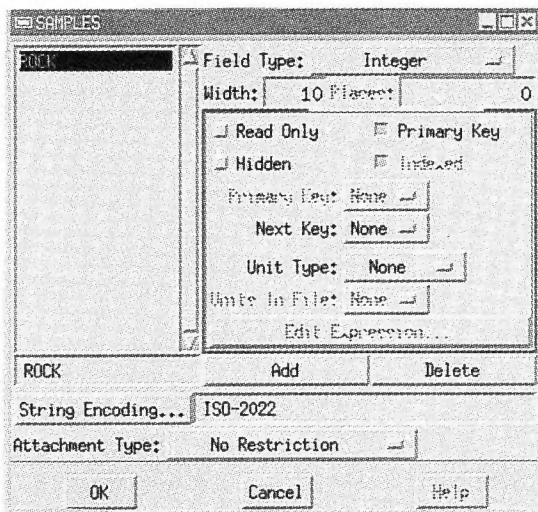 SAMPLES
ROCK
Field Type: Integer
Width: 10 Places: 0
Read Only Primary Key
Hidden Indexed
Primary Key: None
Next Key: None
Unit Type: None
Units In File: None
Edit Expression...
ROCK Add Delete
String Encoding... ISO-2022
Attachment Type: No Restriction
OK Cancel Help